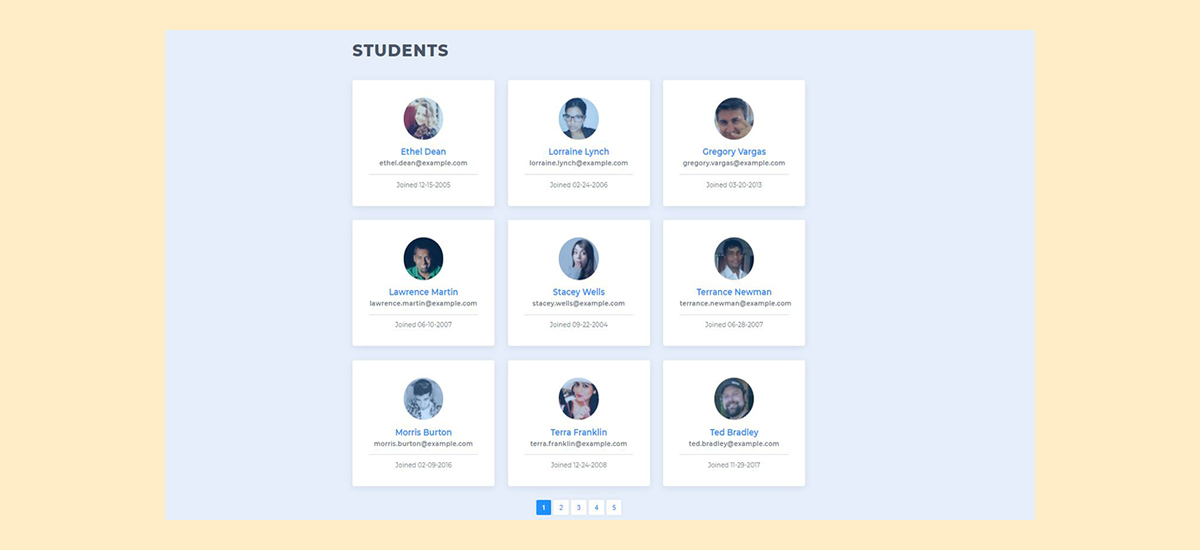 STUDENTS
Ethel Dean
ethel.dean@example.com
Joined 12-15-2005
Lorraine Lynch
lorraine.lynch@example.com
Joined 02-24-2006
Gregory Vargas
gregory.vargas@example.com
Joined 03-20-2013
Lawrence Martin
lawrence.martin@example.com
Joined 06-10-2007
Stacey Wells
stacey.wells@example.com
Joined 09-22-2004
Terrance Newman
terrance.newman@example.com
Joined 06-28-2007
Morris Burton
morris.burton@example.com
Joined 02-09-2016
Terra Franklin
terra.franklin@example.com
Joined 12-24-2008
Ted Bradley
ted.bradley@example.com
Joined 11-29-2017
1 2 3 4 5